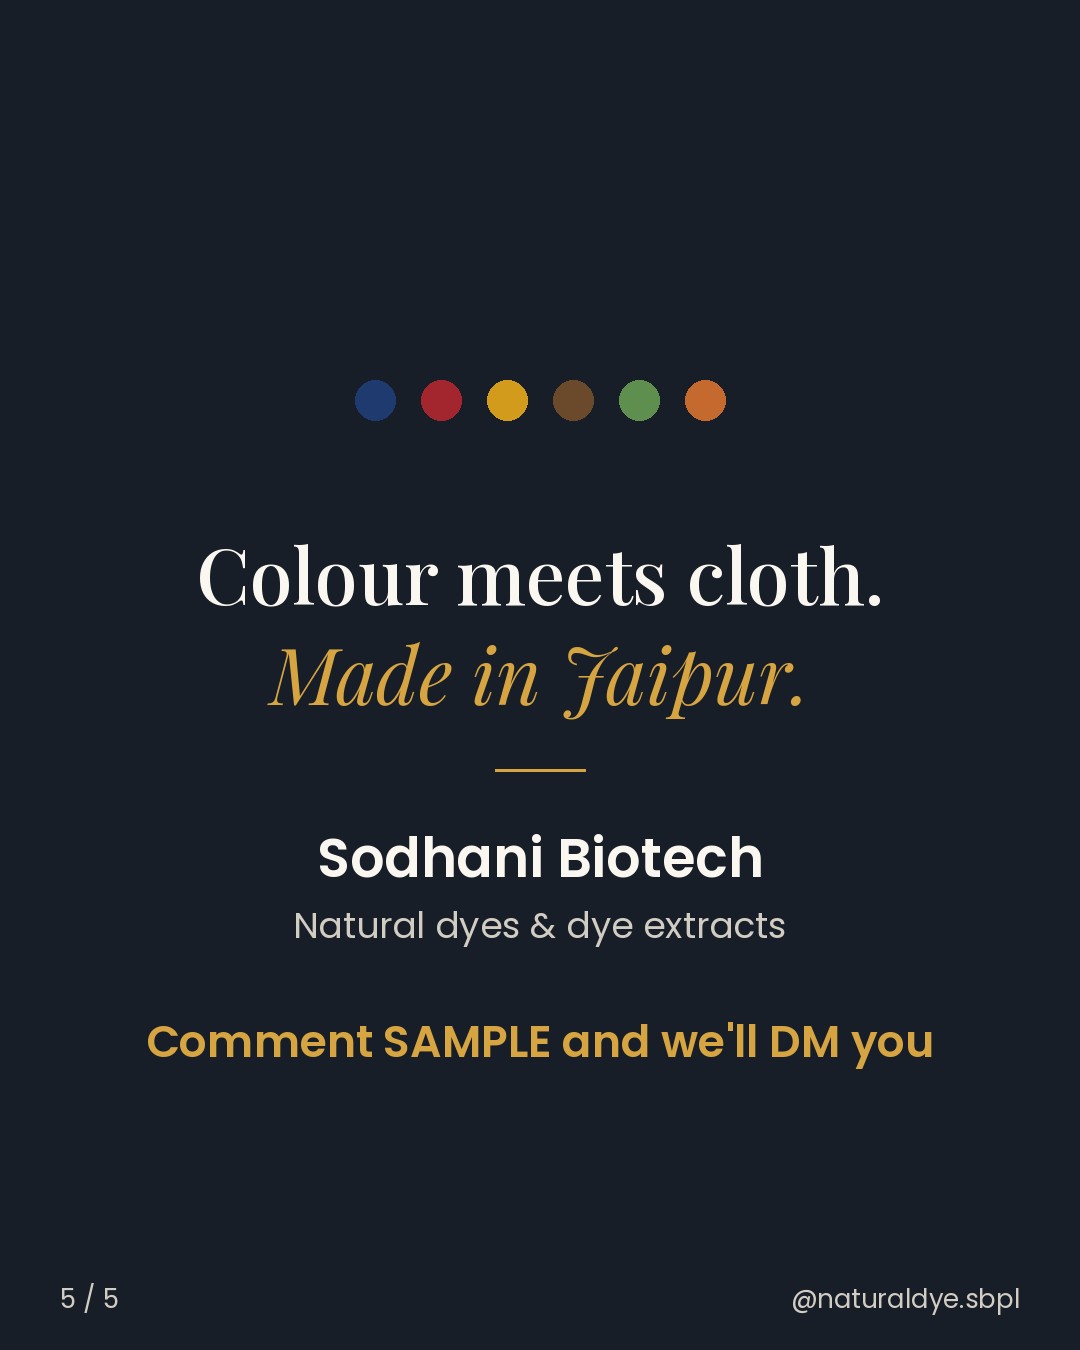 Colour meets cloth.
Made in Jaipur.
Sodhani Biotech
Natural dyes & dye extracts
Comment SAMPLE and we'll DM you
5 / 5
@naturaldye.sbpl